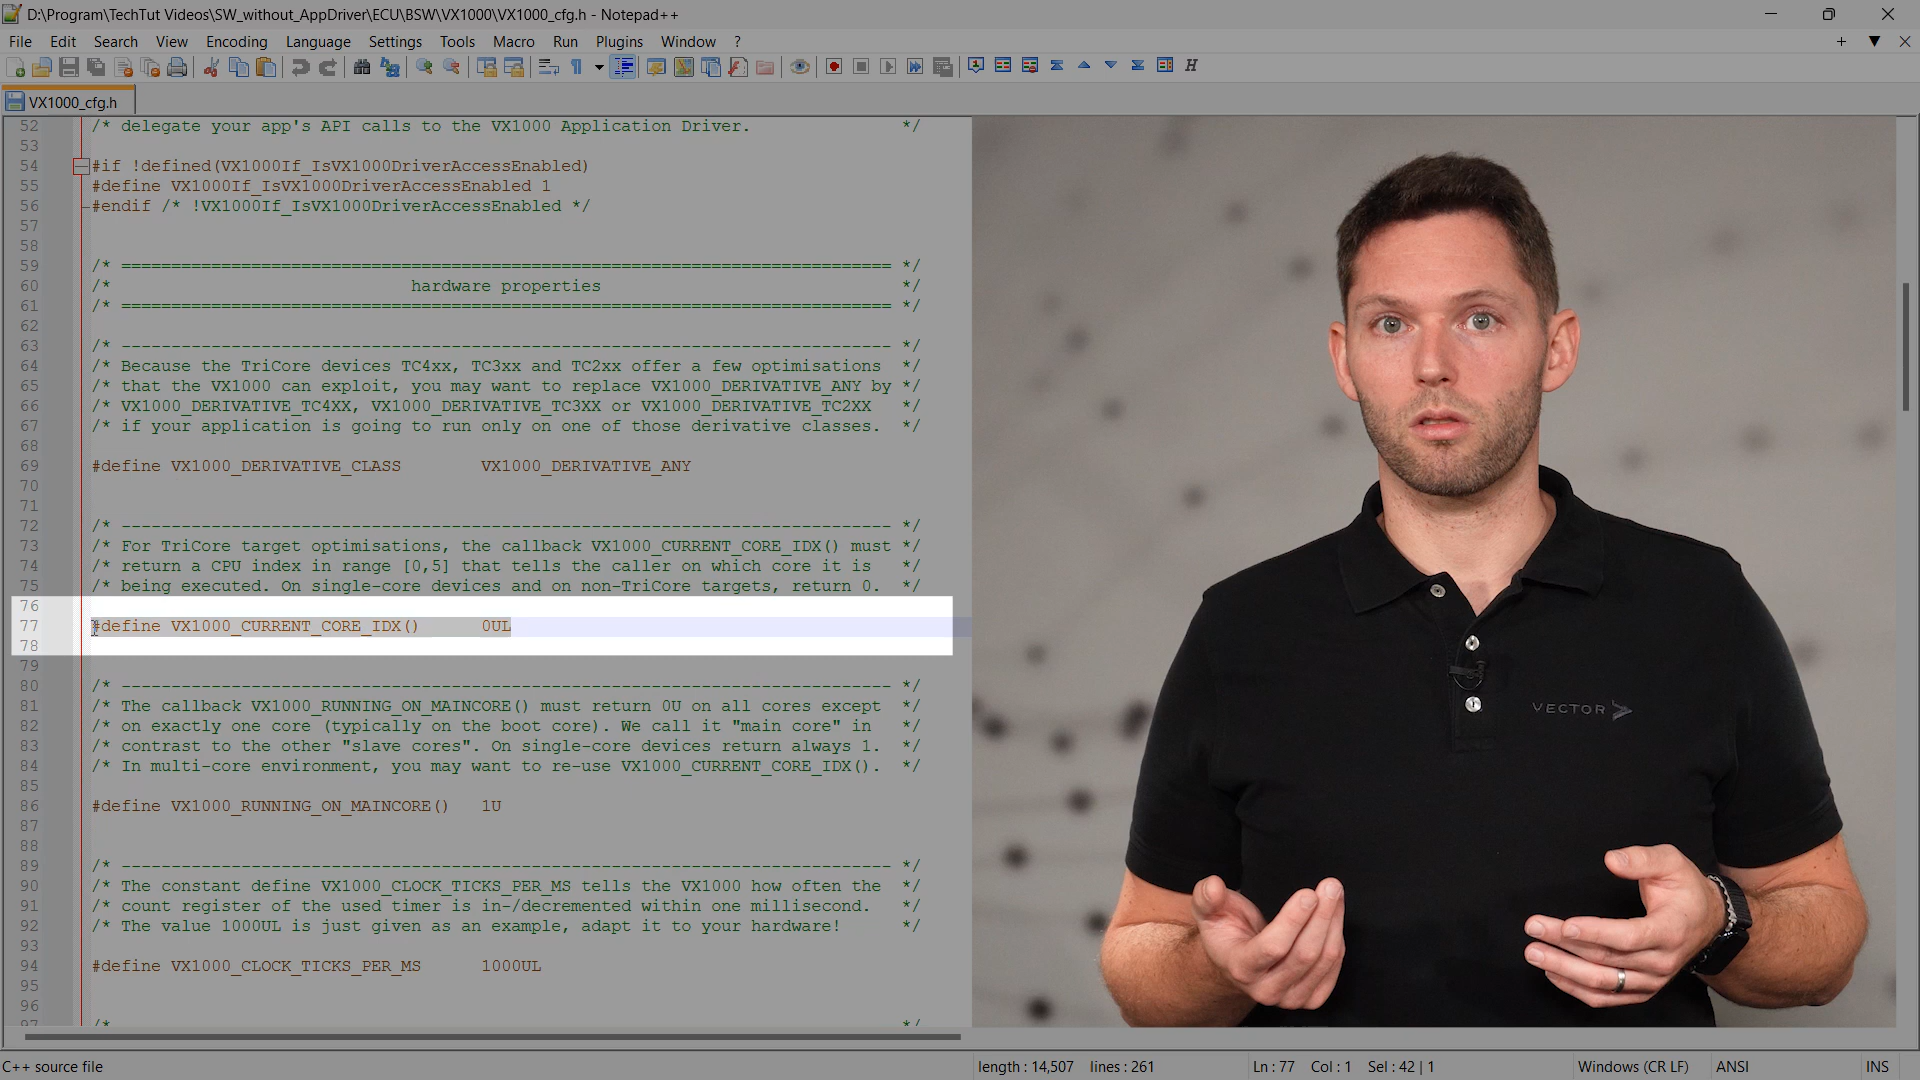 D:\Program\TechTut Videos\SW_without_AppDriver\ECU\BSW\VX1000\VX1000_cfg.h - Notepad++
File Edit Search View Encoding Language Settings Tools Macro Run Plugins Window ?
VX1000_cfg.h
52 /* delegate your app's API calls to the VX1000 Application Driver. */
53
54 #if !defined(VX1000If_IsVX1000DriverAccessEnabled)
55 #define VX1000If_IsVX1000DriverAccessEnabled 1
56 #endif /* !VX1000If_IsVX1000DriverAccessEnabled */
57
58
59 /* ============================================================================= */
60 /* hardware properties */
61 /* ============================================================================= */
62
63 /* ----------------------------------------------------------------------------- */
64 /* Because the TriCore devices TC4xx, TC3xx and TC2xx offer a few optimisations */
65 /* that the VX1000 can exploit, you may want to replace VX1000_DERIVATIVE_ANY by */
66 /* VX1000_DERIVATIVE_TC4XX, VX1000_DERIVATIVE_TC3XX or VX1000_DERIVATIVE_TC2XX */
67 /* if your application is going to run only on one of those derivative classes. */
68
69 #define VX1000_DERIVATIVE_CLASS VX1000_DERIVATIVE_ANY
70
71
72 /* ----------------------------------------------------------------------------- */
73 /* For TriCore target optimisations, the callback VX1000_CURRENT_CORE_IDX() must */
74 /* return a CPU index in range [0,5] that tells the caller on which core it is */
75 /* being executed. On single-core devices and on non-TriCore targets, return 0. */
76
77 #define VX1000_CURRENT_CORE_IDX() 0UL
78
79
80 /* ----------------------------------------------------------------------------- */
81 /* The callback VX1000_RUNNING_ON_MAINCORE() must return 0U on all cores except */
82 /* on exactly one core (typically on the boot core). We call it "main core" in */
83 /* contrast to the other "slave cores". On single-core devices return always 1. */
84 /* In multi-core environment, you may want to re-use VX1000_CURRENT_CORE_IDX(). */
85
86 #define VX1000_RUNNING_ON_MAINCORE() 1U
87
88
89 /* ----------------------------------------------------------------------------- */
90 /* The constant define VX1000_CLOCK_TICKS_PER_MS tells the VX1000 how often the */
91 /* count register of the used timer is in-/decremented within one millisecond. */
92 /* The value 1000UL is just given as an example, adapt it to your hardware! */
93
94 #define VX1000_CLOCK_TICKS_PER_MS 1000UL
95
96
97 /* */
VECTOR
C++ source file length : 14,507 lines : 261 Ln : 77 Col : 1 Sel : 42 | 1 Windows (CR LF) ANSI INS